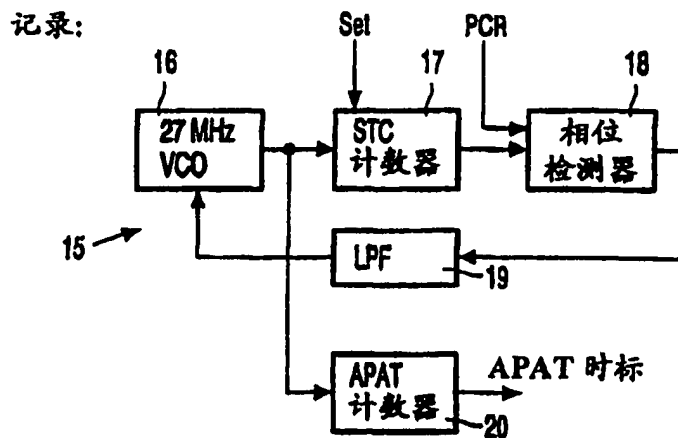 记录:
Set
PCR
16
17
18
27 MHz
VCO
STC
计数器
相位
检测器
15
LPF
19
APAT
计数器
APAT 时标
20